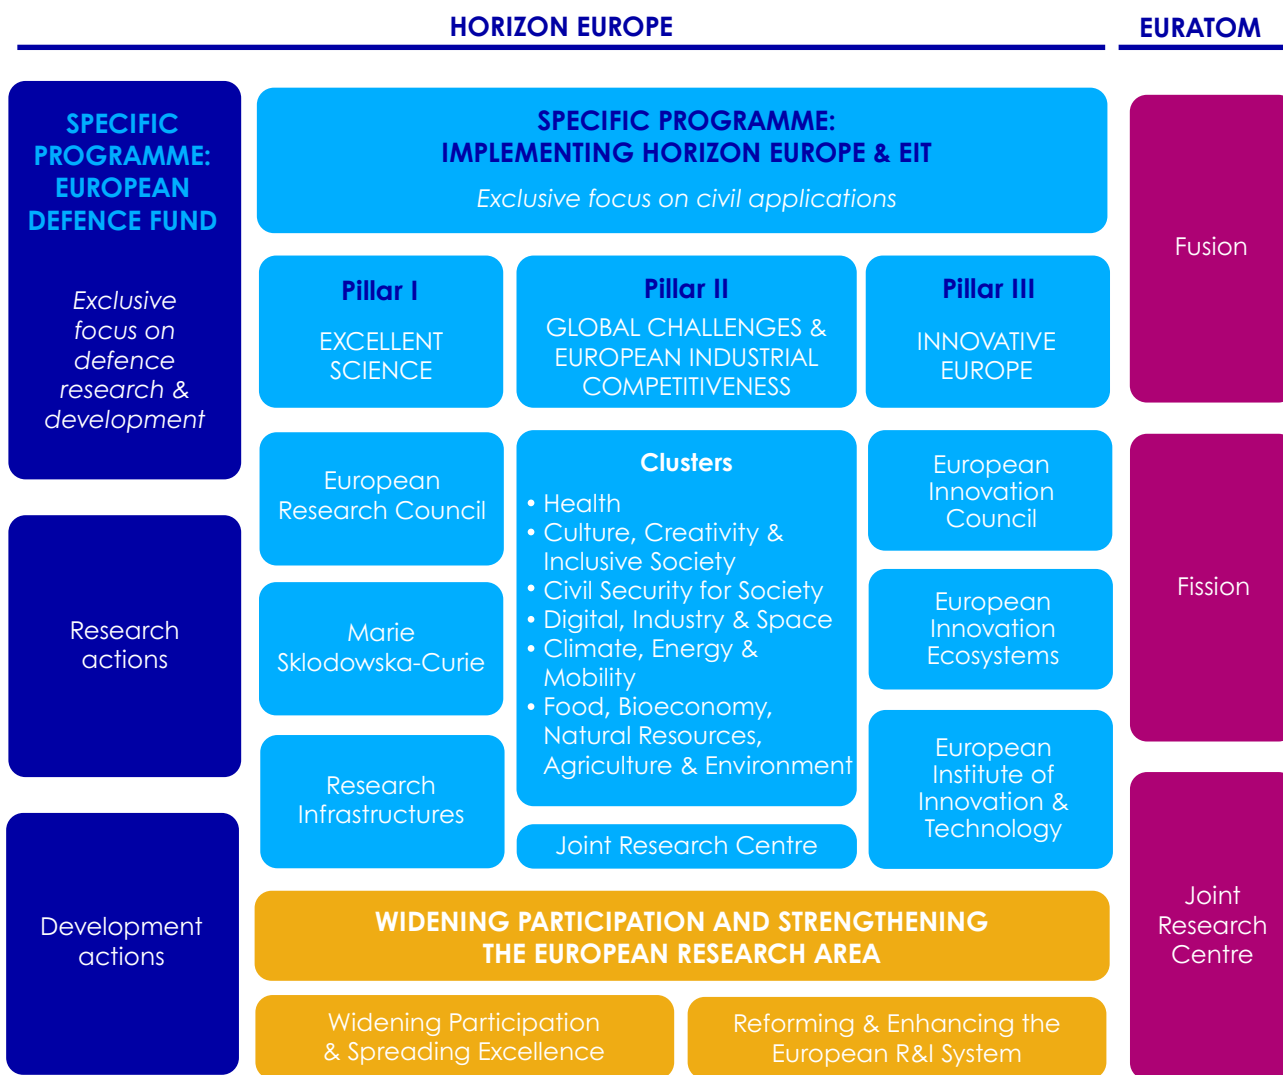 HORIZON EUROPE
EURATOM
SPECIFIC
PROGRAMME:
EUROPEAN
DEFENCE FUND
Exclusive
focus on
defence
research &
development
Research
actions
Development
actions
SPECIFIC PROGRAMME:
IMPLEMENTING HORIZON EUROPE & EIT
Exclusive focus on civil applications
Pillar I
EXCELLENT
SCIENCE
European
Research Council
Marie
Sklodowska-Curie
Research
Infrastructures
Pillar II
GLOBAL CHALLENGES &
EUROPEAN INDUSTRIAL
COMPETITIVENESS
Clusters
• Health
• Culture, Creativity &
Inclusive Society
• Civil Security for Society
• Digital, Industry & Space
• Climate, Energy &
Mobility
• Food, Bioeconomy,
Natural Resources,
Agriculture & Environment
Joint Research Centre
Pillar III
INNOVATIVE
EUROPE
European
Innovation
Council
European
Innovation
Ecosystems
European
Institute of
Innovation &
Technology
WIDENING PARTICIPATION AND STRENGTHENING
THE EUROPEAN RESEARCH AREA
Widening Participation
& Spreading Excellence
Reforming & Enhancing the
European R&I System
Fusion
Fission
Joint
Research
Centre